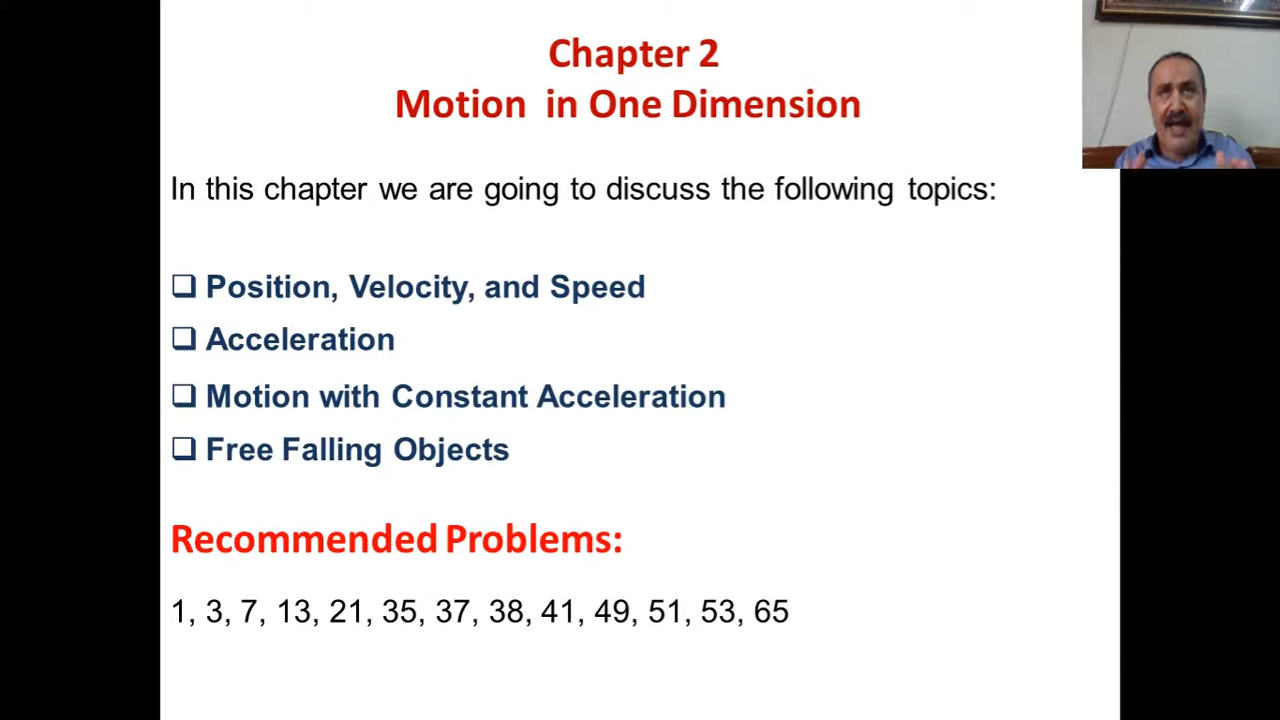 Chapter 2
Motion in One Dimension
In this chapter we are going to discuss the following topics:
❑ Position, Velocity, and Speed
❑ Acceleration
❑ Motion with Constant Acceleration
❑ Free Falling Objects
Recommended Problems:
1, 3, 7, 13, 21, 35, 37, 38, 41, 49, 51, 53, 65